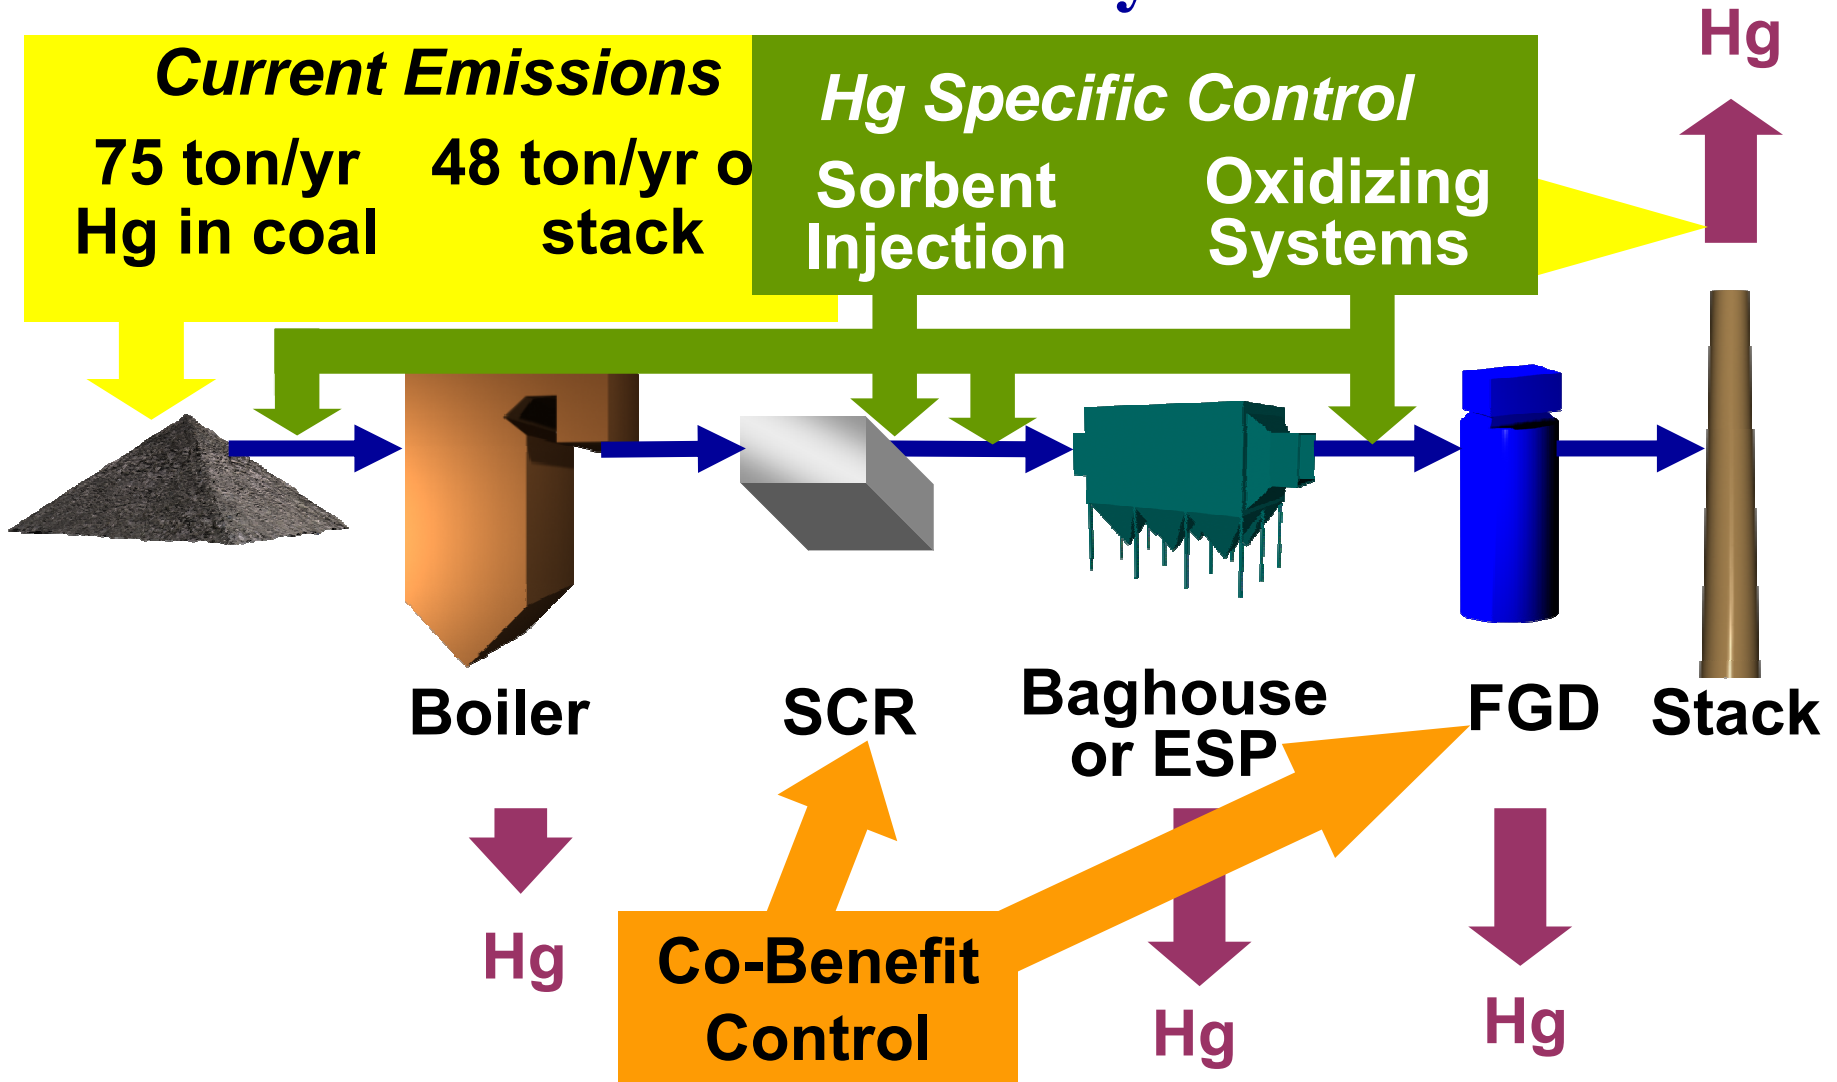 Current Emissions
75 ton/yr
Hg in coal
48 ton/yr
stack
Hg Specific Control
Sorbent
Injection
Oxidizing
Systems
Hg
Boiler
SCR
Baghouse
or ESP
FGD
Stack
Hg
Co-Benefit
Control
Hg
Hg